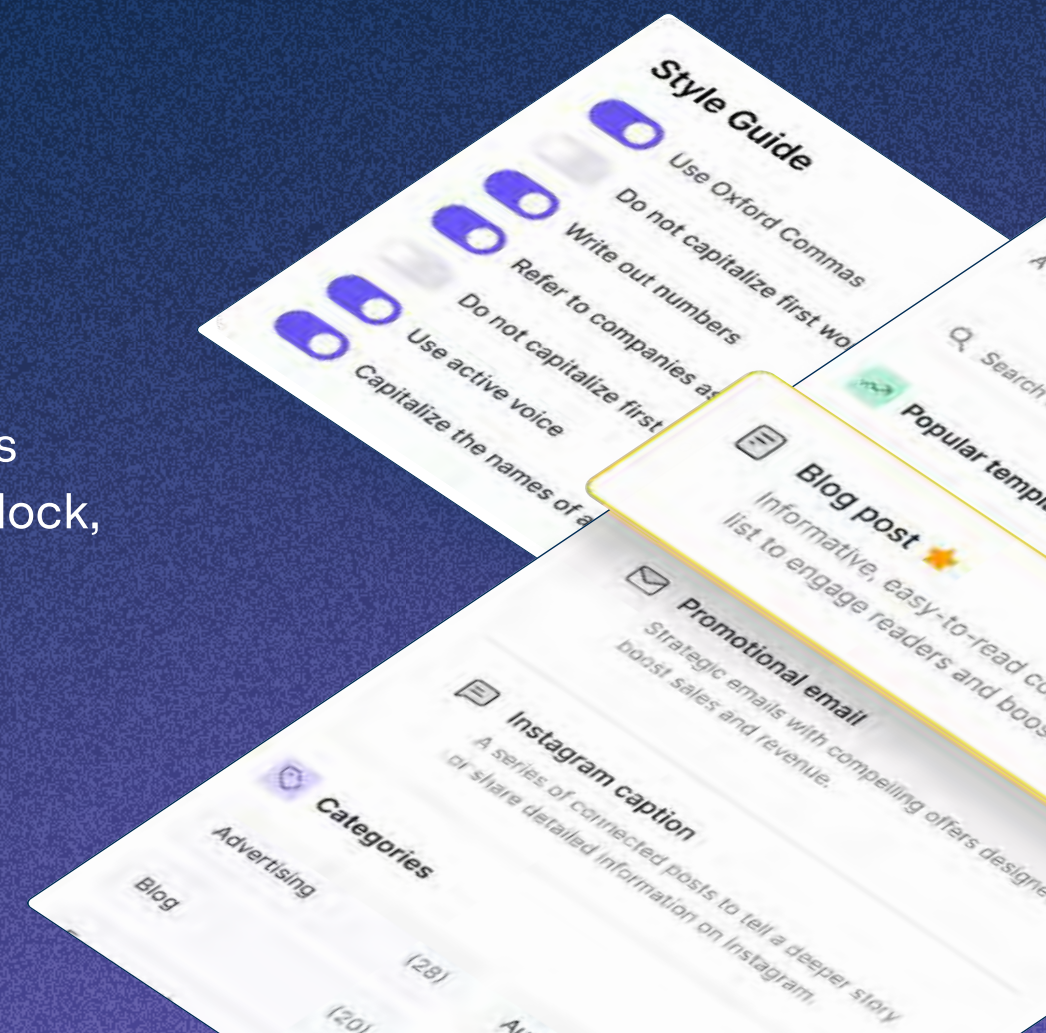 s
lock,
Style Guide
Use Oxford Commas
Do not capitalize first wo
Write out numbers
Refer to companies as
Do not capitalize first
Use active voice
Capitalize the names of a
A
Search
Popular templa
Blog post
Informative, easy-to-read co
list to engage readers and boos
Promotional email
Strategic emails with compelling offers designe
boost sales and revenue.
Instagram caption
A series of connected posts to tell a deeper story
or share detailed information on Instagram.
Categories
Advertising
(28)
Blog
(20)
Au